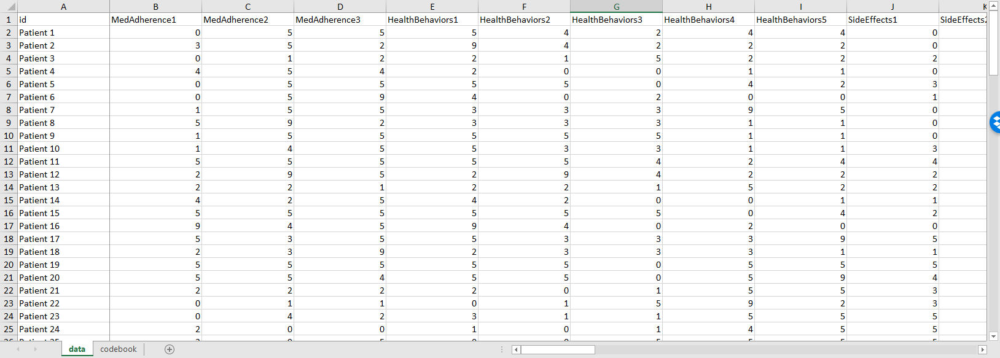 A B C D E F G H I J K
1 id MedAdherence1 MedAdherence2 MedAdherence3 HealthBehaviors1 HealthBehaviors2 HealthBehaviors3 HealthBehaviors4 HealthBehaviors5 SideEffects1 SideEffects2
2 Patient 1 0 5 5 5 4 2 4 4 0
3 Patient 2 3 5 2 9 4 2 2 2 0
4 Patient 3 0 1 2 2 1 5 2 2 2
5 Patient 4 4 5 4 2 0 0 1 1 0
6 Patient 5 0 5 5 5 5 0 4 2 3
7 Patient 6 0 5 9 4 0 2 0 0 1
8 Patient 7 1 5 5 3 3 3 9 5 0
9 Patient 8 5 9 2 3 3 3 1 1 0
10 Patient 9 1 5 5 5 5 5 1 1 0
11 Patient 10 1 4 5 5 3 3 1 1 3
12 Patient 11 5 5 5 5 5 4 2 4 4
13 Patient 12 2 9 5 2 9 4 2 2 2
14 Patient 13 2 2 1 2 2 1 5 2 2
15 Patient 14 4 2 5 4 2 0 0 1 1
16 Patient 15 5 5 5 5 5 5 0 4 2
17 Patient 16 9 4 5 9 4 0 2 0 0
18 Patient 17 5 3 5 5 3 3 3 9 5
19 Patient 18 2 3 9 2 3 3 3 1 1
20 Patient 19 5 5 5 5 5 0 5 5 5
21 Patient 20 5 5 4 5 5 0 5 9 4
22 Patient 21 2 2 2 2 0 1 5 5 3
23 Patient 22 0 1 1 0 1 5 9 2 3
24 Patient 23 0 4 2 3 1 1 5 5 5
25 Patient 24 2 0 0 1 0 1 4 5 5
data codebook